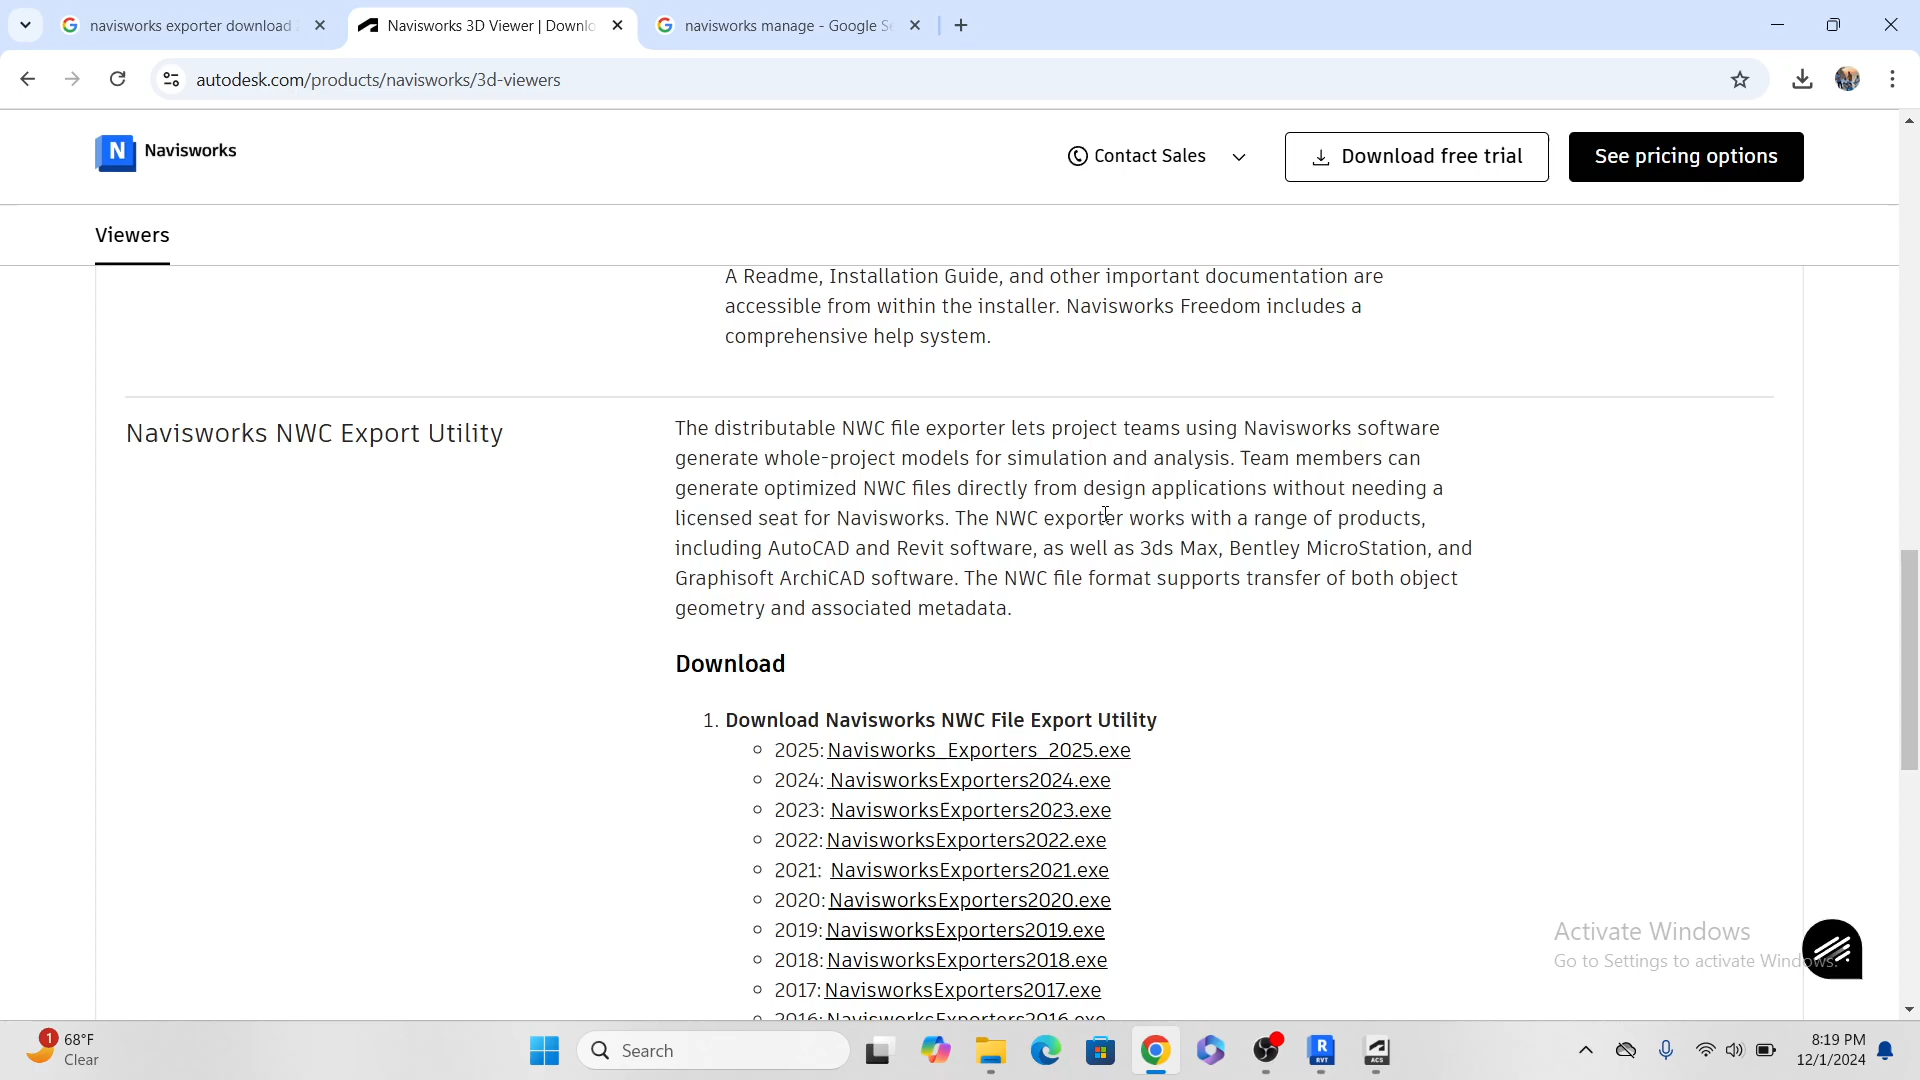 navisworks exporter download
Navisworks 3D Viewer | Downlo
navisworks manage - Google Se
autodesk.com/products/navisworks/3d-viewers
N Navisworks
Contact Sales
Download free trial
See pricing options
Viewers
A Readme, Installation Guide, and other important documentation are
accessible from within the installer. Navisworks Freedom includes a
comprehensive help system.
Navisworks NWC Export Utility
The distributable NWC file exporter lets project teams using Navisworks software
generate whole-project models for simulation and analysis. Team members can
generate optimized NWC files directly from design applications without needing a
licensed seat for Navisworks. The NWC exporter works with a range of products,
including AutoCAD and Revit software, as well as 3ds Max, Bentley MicroStation, and
Graphisoft ArchiCAD software. The NWC file format supports transfer of both object
geometry and associated metadata.
Download
1. Download Navisworks NWC File Export Utility
2025: Navisworks_Exporters_2025.exe
2024: NavisworksExporters2024.exe
2023: NavisworksExporters2023.exe
2022: NavisworksExporters2022.exe
2021: NavisworksExporters2021.exe
2020: NavisworksExporters2020.exe
2019: NavisworksExporters2019.exe
2018: NavisworksExporters2018.exe
2017: NavisworksExporters2017.exe
2016: NavisworksExporters2016.exe
Activate Windows
Go to Settings to activate Windows.
1
68°F
Clear
Search
R
RVT
ACS
8:19 PM
12/1/2024